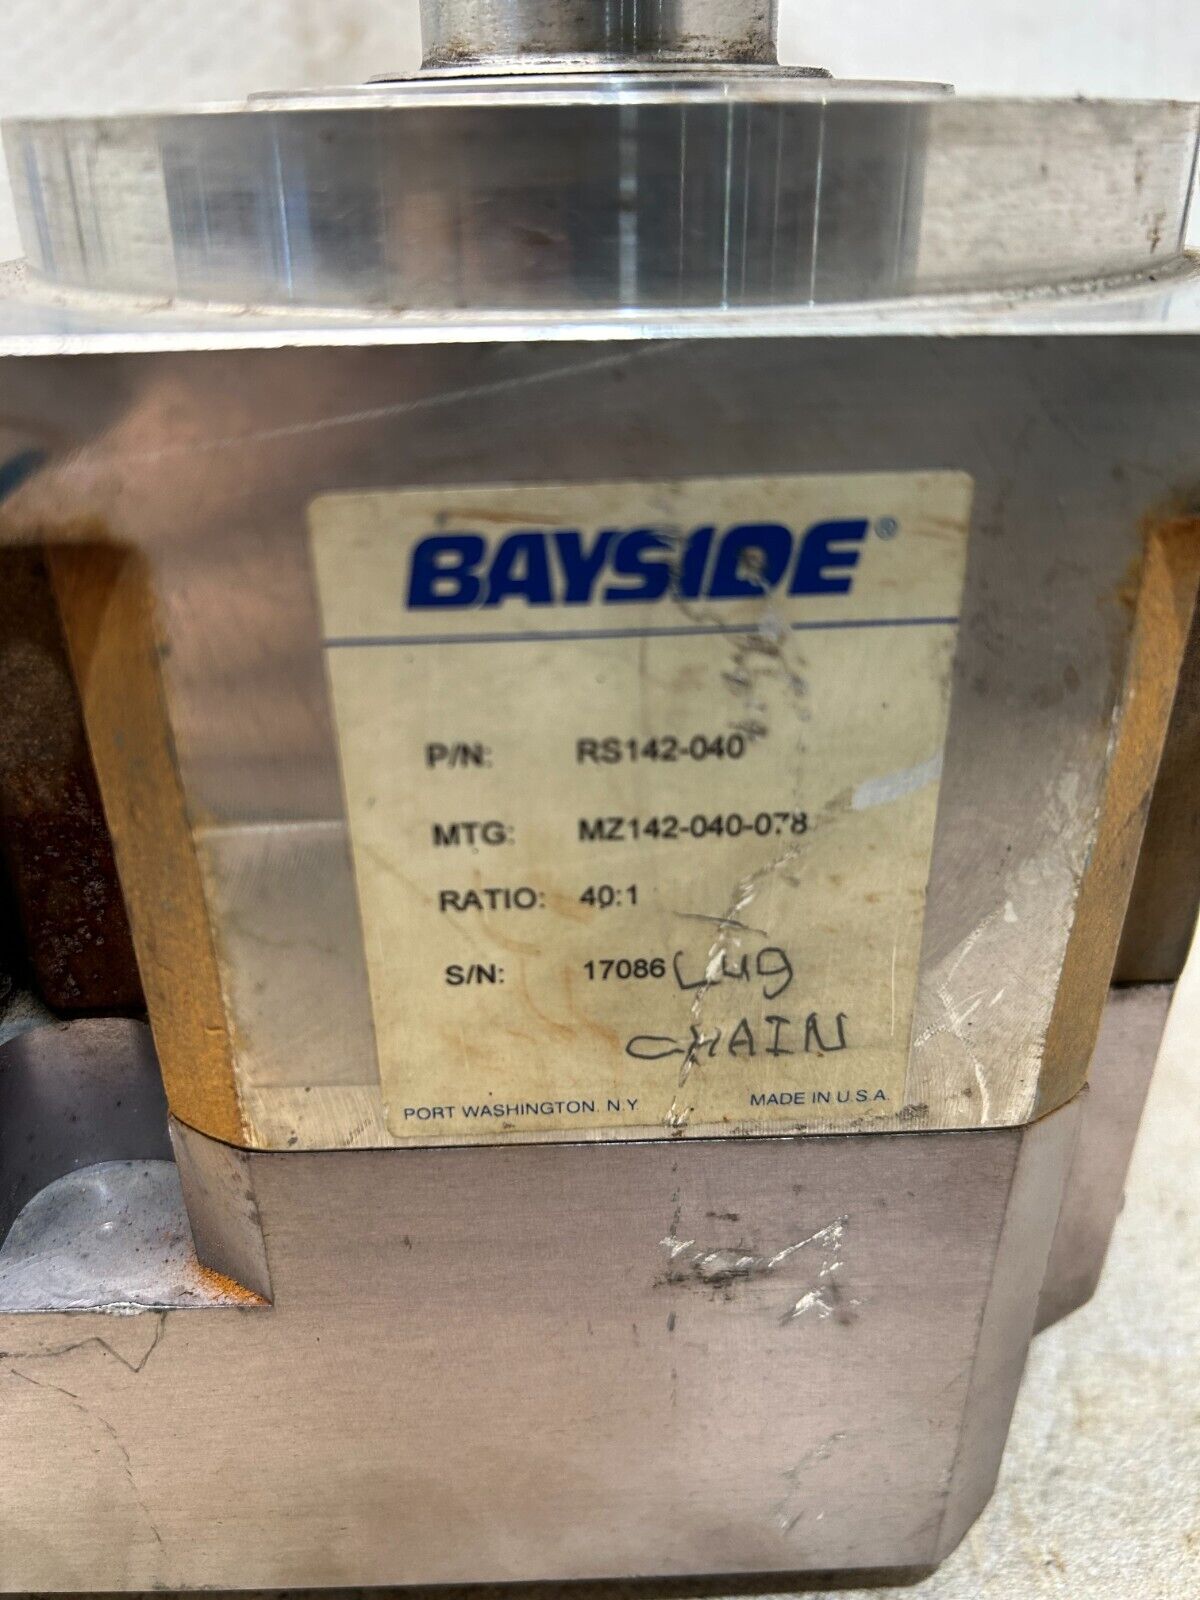 BAYSIDE®
P/N: RS142-040
MTG: MZ142-040-078
RATIO: 40:1
S/N: 17086 Lug
CHAIN
PORT WASHINGTON, N.Y MADE IN U.S.A.